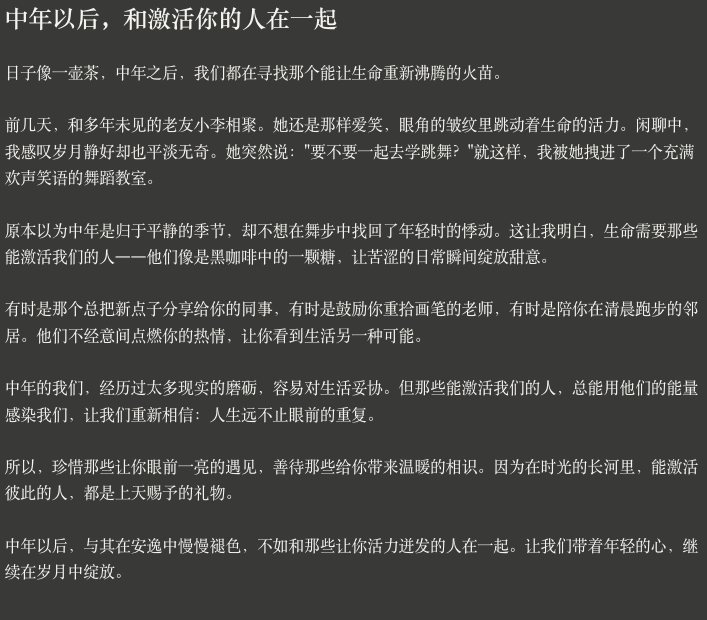 中年以后，和激活你的人在一起
日子像一壶茶，中年之后，我们都在寻找那个能让生命重新沸腾的火苗。
前几天，和多年未见的老友小李相聚。她还是那样爱笑，眼角的皱纹里跳动着生命的活力。闲聊中，
我感叹岁月静好却也平淡无奇。她突然说："要不要一起去学跳舞？"就这样，我被她拽进了一个充满
欢声笑语的舞蹈教室。
原本以为中年是归于平静的季节，却不想在舞步中找回了年轻时的悸动。这让我明白，生命需要那些
能激活我们的人——他们像是黑咖啡中的一颗糖，让苦涩的日常瞬间绽放甜意。
有时是那个总把新点子分享给你的同事，有时是鼓励你重拾画笔的老师，有时是陪你在清晨跑步的邻
居。他们不经意间点燃你的热情，让你看到生活另一种可能。
中年的我们，经历过太多现实的磨砺，容易对生活妥协。但那些能激活我们的人，总能用他们的能量
感染我们，让我们重新相信：人生远不止眼前的重复。
所以，珍惜那些让你眼前一亮的遇见，善待那些给你带来温暖的相识。因为在时光的长河里，能激活
彼此的人，都是上天赐予的礼物。
中年以后，与其在安逸中慢慢褪色，不如和那些让你活力迸发的人在一起。让我们带着年轻的心，继
续在岁月中绽放。